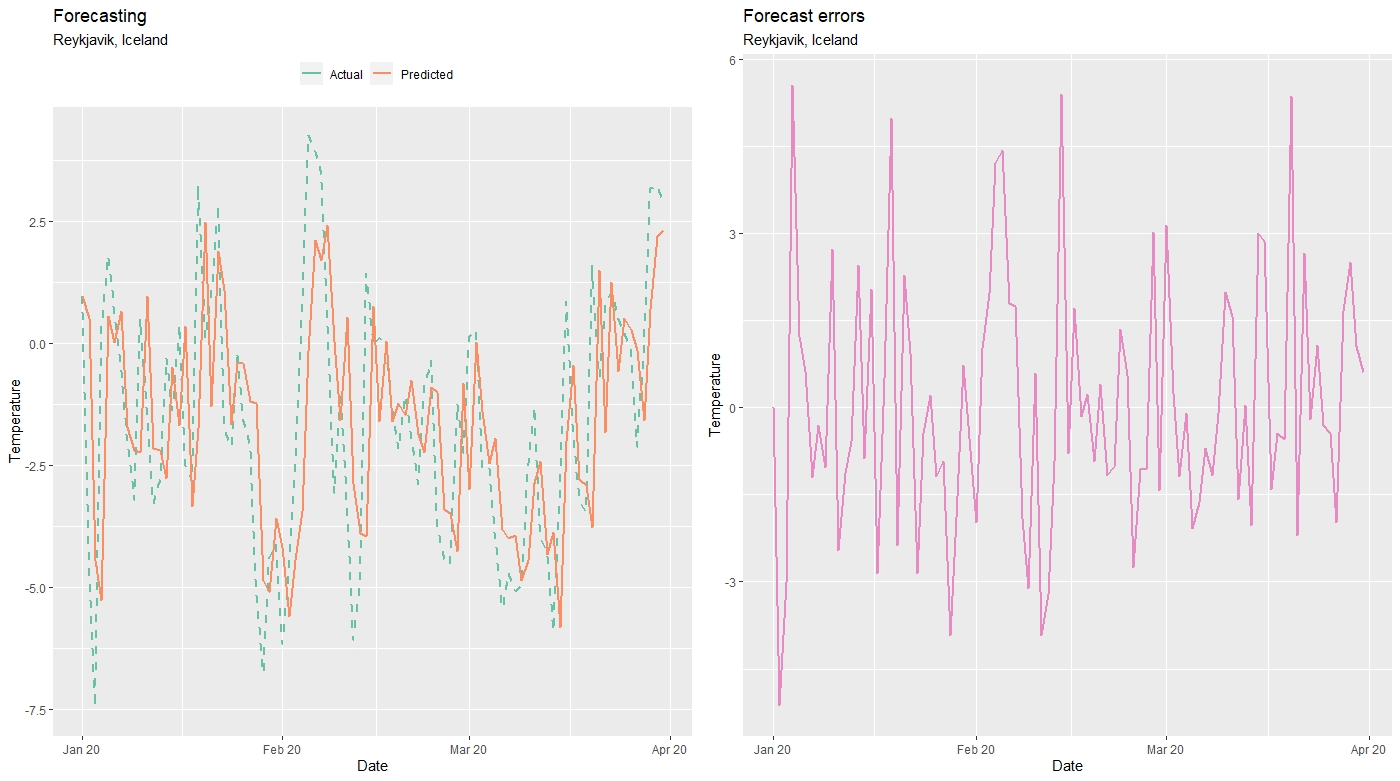 Forecasting
Reykjavik, Iceland
Actual Predicted
Temperature
2.5
0.0
-2.5
-5.0
-7.5
Jan 20 Feb 20 Mar 20 Apr 20
Date
Forecast errors
Reykjavik, Iceland
Temperature
6
3
0
-3
Jan 20 Feb 20 Mar 20 Apr 20
Date